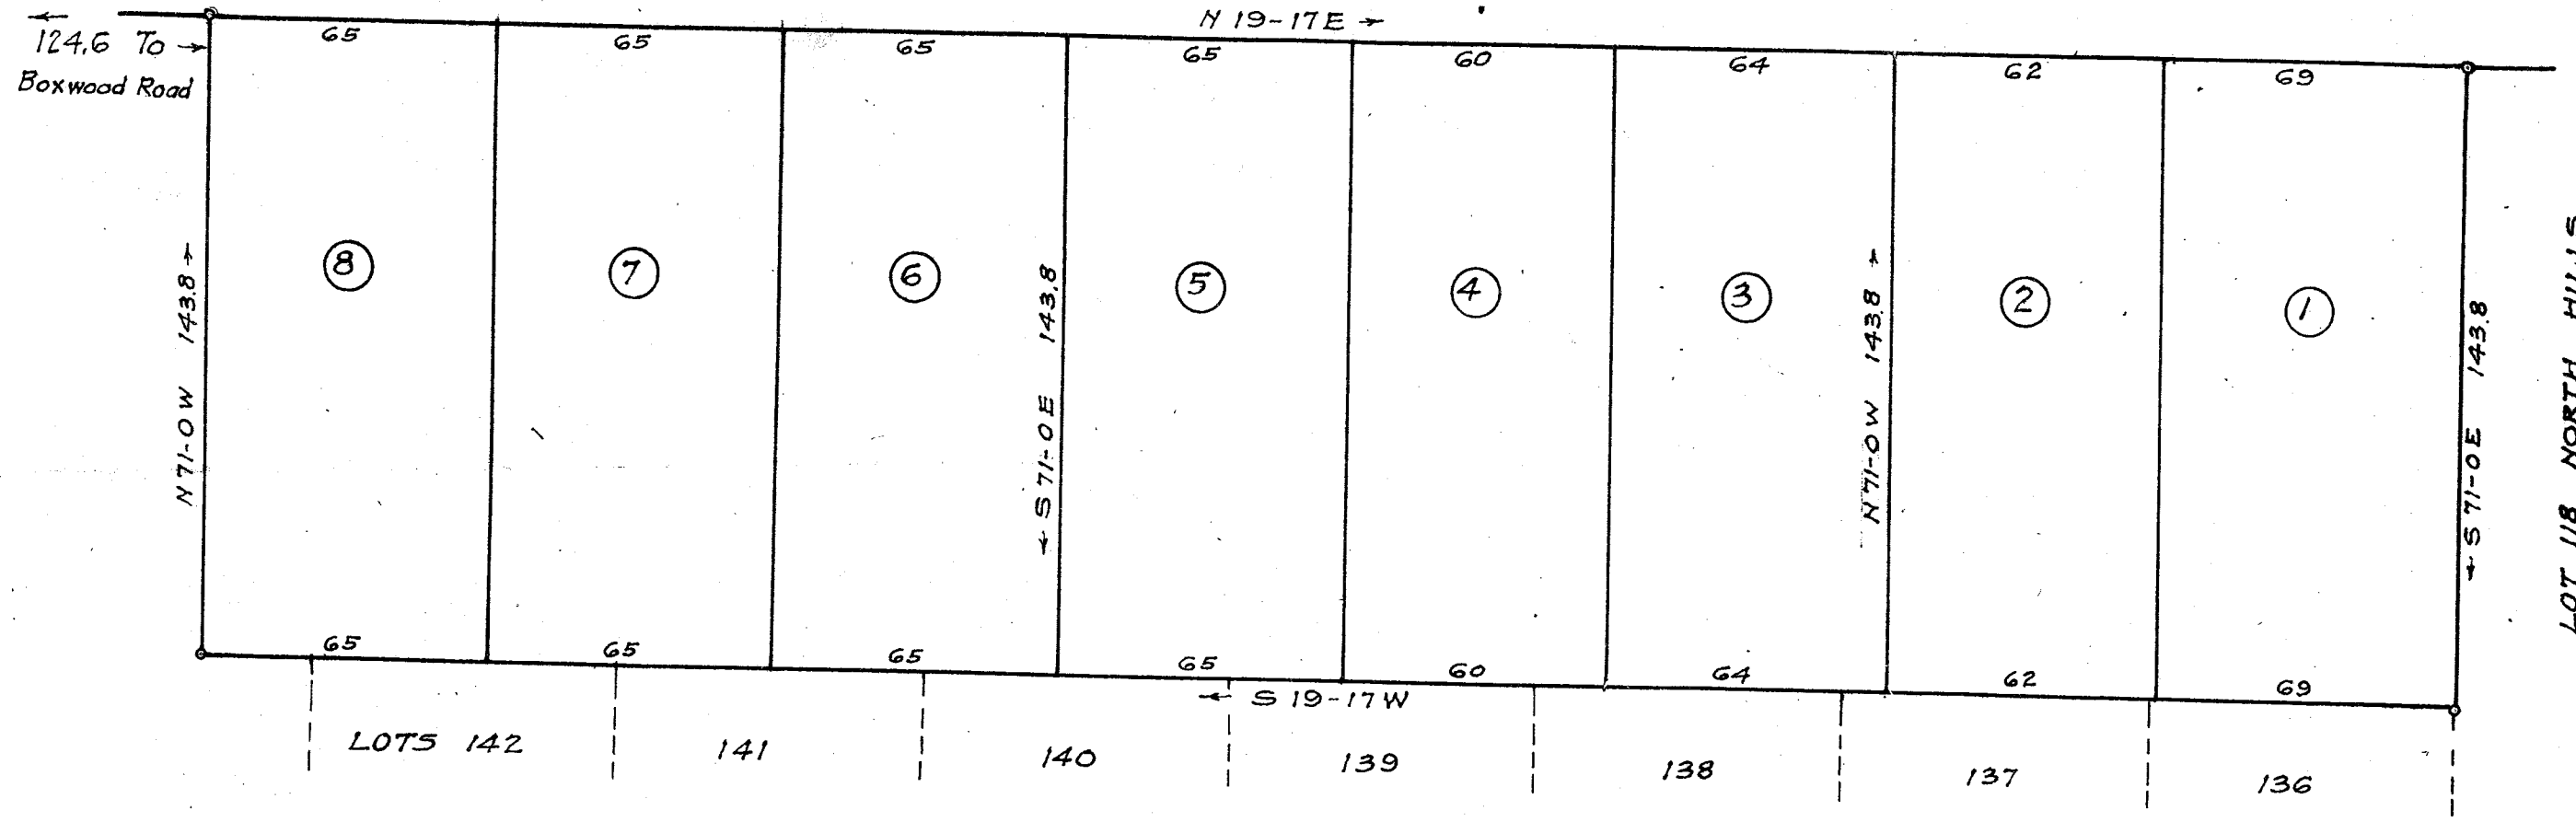 N 19-17 E →
← 124.6 To →
Boxwood Road
65 65 65 65 60 64 62 69
8 7 6 5 4 3 2 1
N 71-0 W 143.8 →
← S 71-0 E 143.8
N 71-0 W 143.8 →
← S 71-0 E 143.8
LOT 118 NORTH HILLS
65 65 65 65 60 64 62 69
← S 19-17 W
LOTS 142 141 140 139 138 137 136